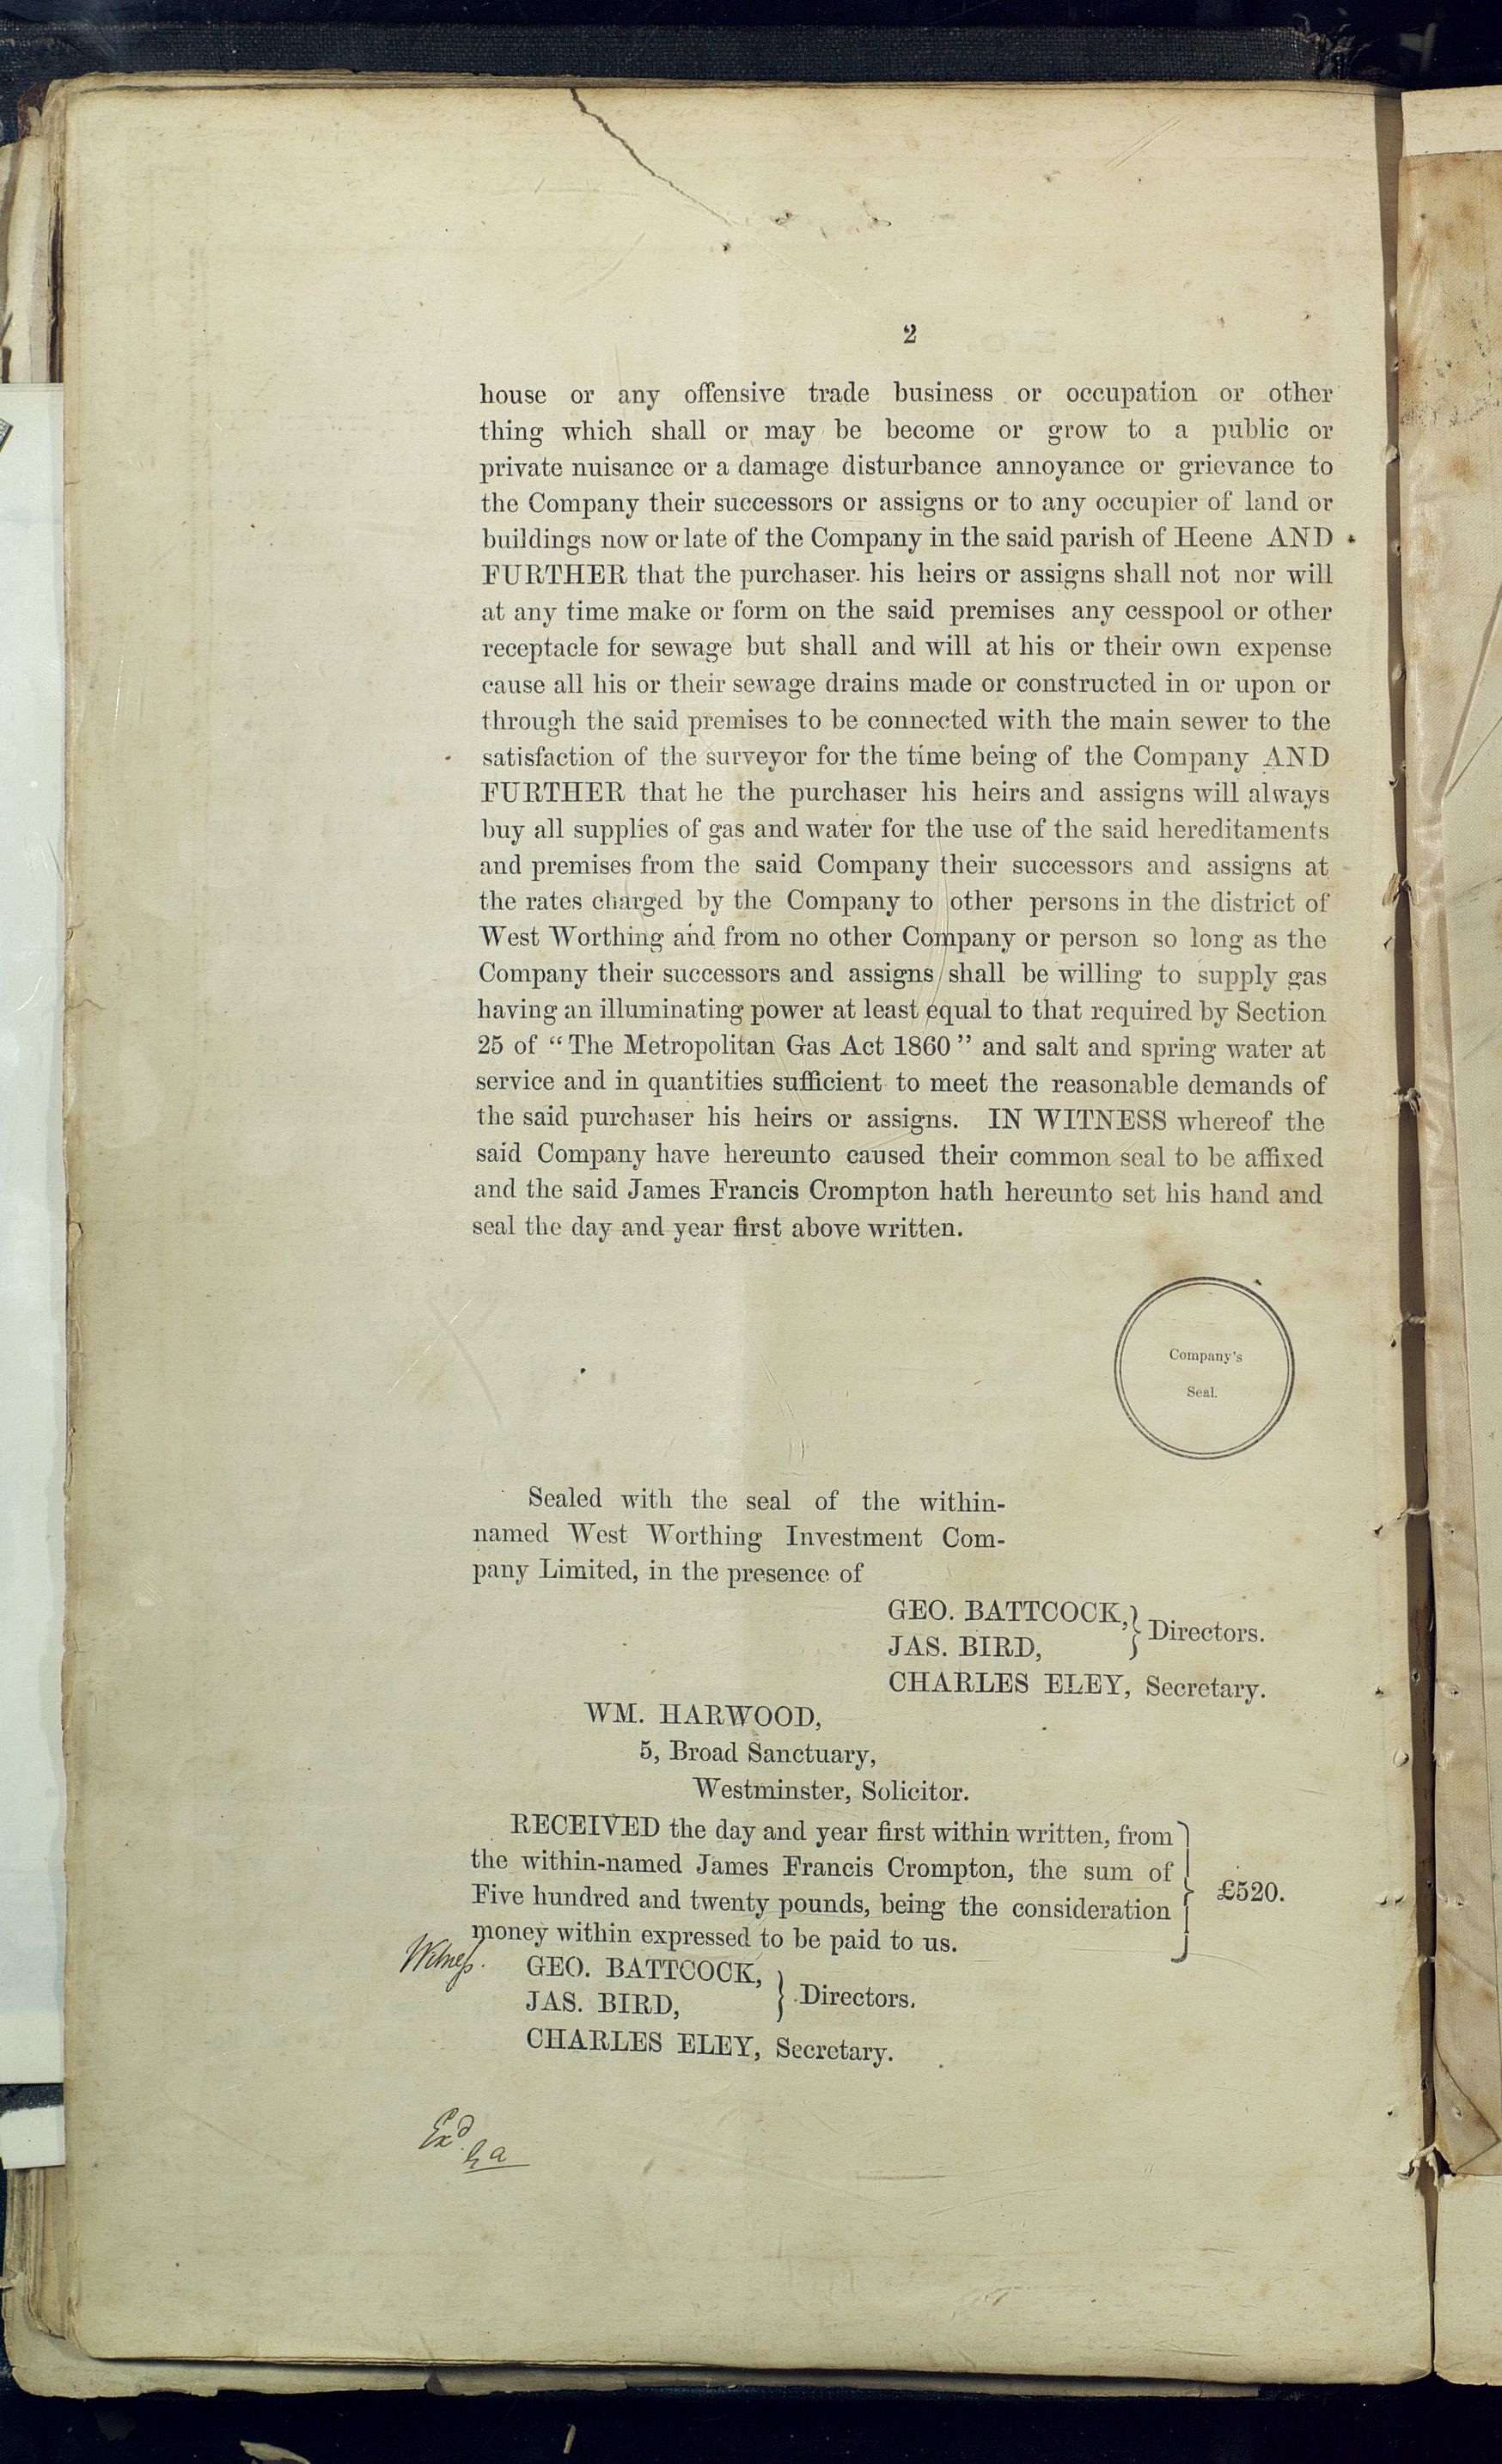 2
house or any offensive trade business or occupation or other
thing which shall or may be become or grow to a public or
private nuisance or a damage disturbance annoyance or grievance to
the Company their successors or assigns or to any occupier of land or
buildings now or late of the Company in the said parish of Heene AND
FURTHER that the purchaser. his heirs or assigns shall not nor will
at any time make or form on the said premises any cesspool or other
receptacle for sewage but shall and will at his or their own expense
cause all his or their sewage drains made or constructed in or upon or
through the said premises to be connected with the main sewer to the
satisfaction of the surveyor for the time being of the Company AND
FURTHER that he the purchaser his heirs and assigns will always
buy all supplies of gas and water for the use of the said hereditaments
and premises from the said Company their successors and assigns at
the rates charged by the Company to other persons in the district of
West Worthing and from no other Company or person so long as the
Company their successors and assigns shall be willing to supply gas
having an illuminating power at least equal to that required by Section
25 of “The Metropolitan Gas Act 1860” and salt and spring water at
service and in quantities sufficient to meet the reasonable demands of
the said purchaser his heirs or assigns. IN WITNESS whereof the
said Company have hereunto caused their common seal to be affixed
and the said James Francis Crompton hath hereunto set his hand and
seal the day and year first above written.
Company's
Seal.
Sealed with the seal of the within-
named West Worthing Investment Com-
pany Limited, in the presence of
GEO. BATTCOCK,
JAS. BIRD, } Directors.
CHARLES ELEY, Secretary.
WM. HARWOOD,
5, Broad Sanctuary,
Westminster, Solicitor.
RECEIVED the day and year first within written, from
the within-named James Francis Crompton, the sum of
Five hundred and twenty pounds, being the consideration } £520.
money within expressed to be paid to us.
Witness.
GEO. BATTCOCK,
JAS. BIRD, } Directors.
CHARLES ELEY, Secretary.
Exd